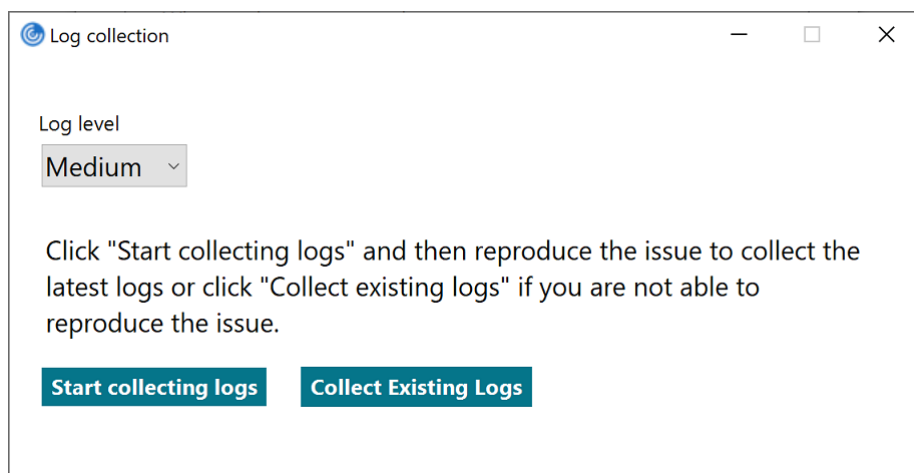 Log collection
Log level
Medium
Click "Start collecting logs" and then reproduce the issue to collect the
latest logs or click "Collect existing logs" if you are not able to
reproduce the issue.
Start collecting logs
Collect Existing Logs